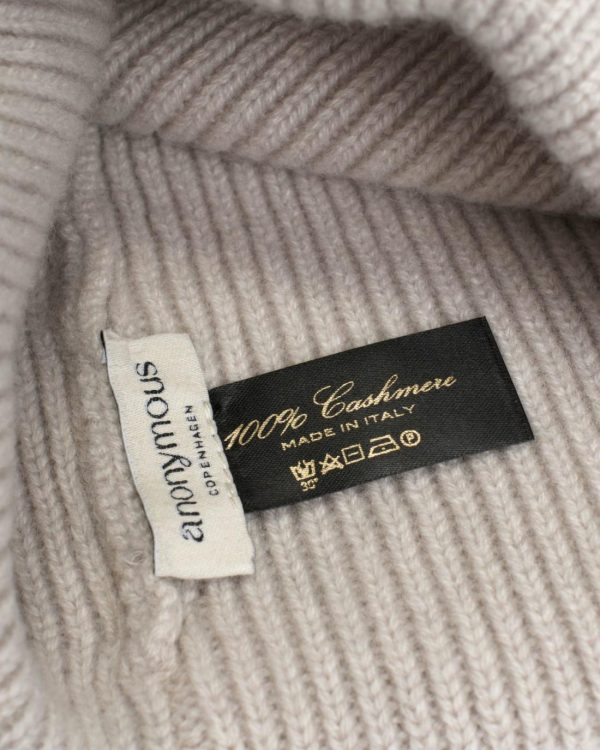 anonymous
COPENHAGEN
100% Cashmere
MADE IN ITALY
30°
P